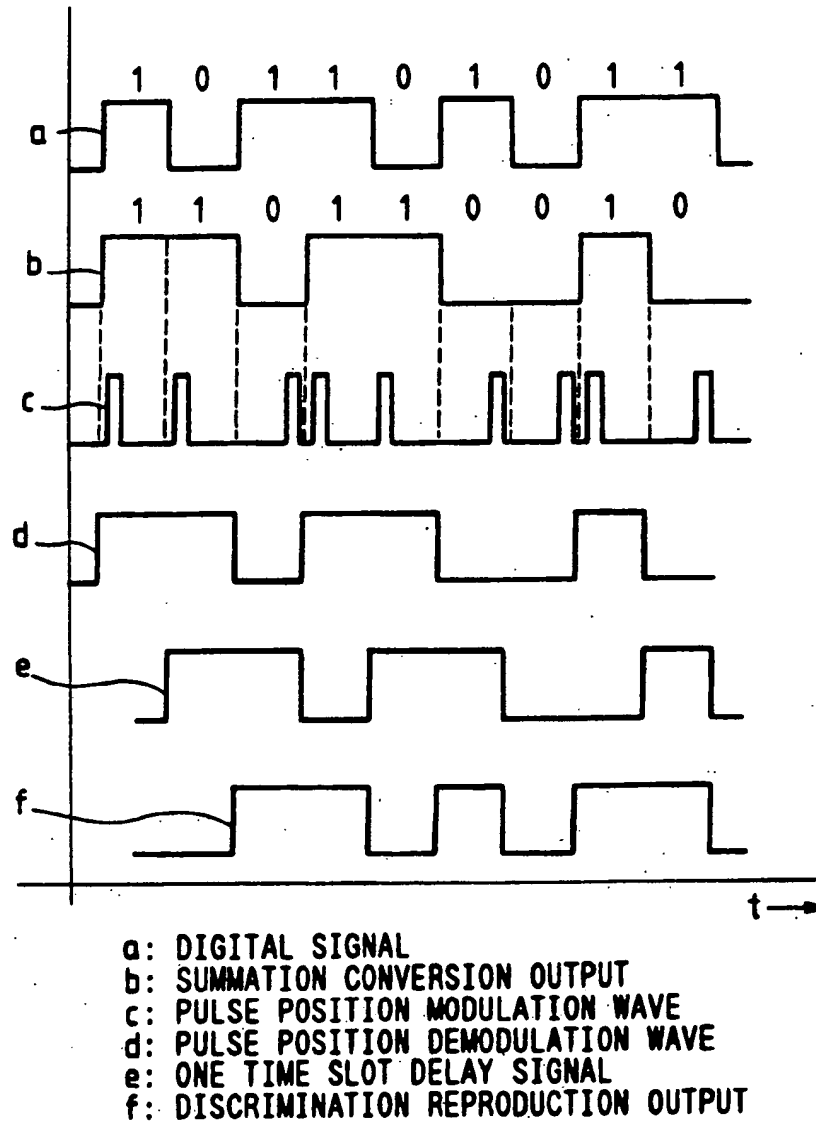 1 0 1 1 0 1 0 1 1
a
1 1 0 1 1 0 0 1 0
b
c
d
e
f
t
a: DIGITAL SIGNAL
b: SUMMATION CONVERSION OUTPUT
c: PULSE POSITION MODULATION WAVE
d: PULSE POSITION DEMODULATION WAVE
e: ONE TIME SLOT DELAY SIGNAL
f: DISCRIMINATION REPRODUCTION OUTPUT